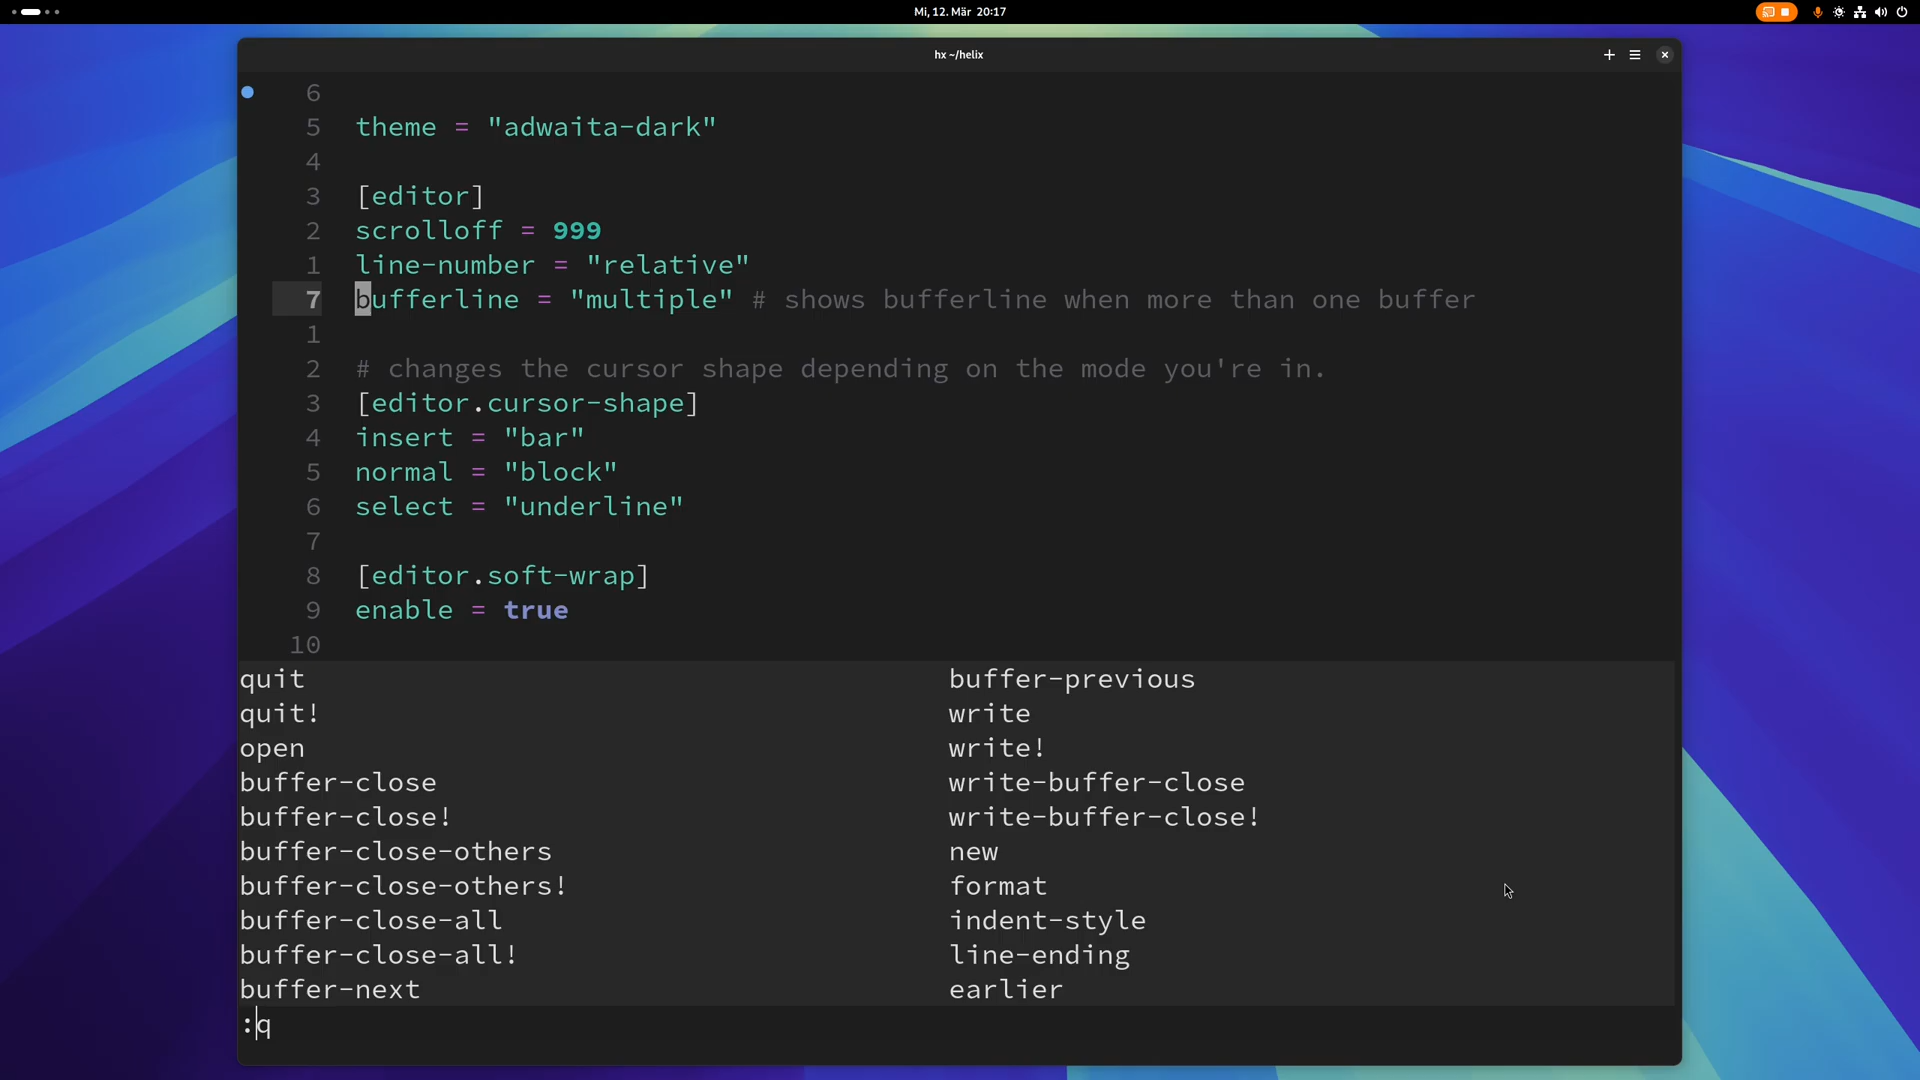 Mi, 12. Mär 20:17
hx ~/helix
6
5 theme = "adwaita-dark"
4
3 [editor]
2 scrolloff = 999
1 line-number = "relative"
7 bufferline = "multiple" # shows bufferline when more than one buffer
1
2 # changes the cursor shape depending on the mode you're in.
3 [editor.cursor-shape]
4 insert = "bar"
5 normal = "block"
6 select = "underline"
7
8 [editor.soft-wrap]
9 enable = true
10
quit buffer-previous
quit! write
open write!
buffer-close write-buffer-close
buffer-close! write-buffer-close!
buffer-close-others new
buffer-close-others! format
buffer-close-all indent-style
buffer-close-all! line-ending
buffer-next earlier
:q